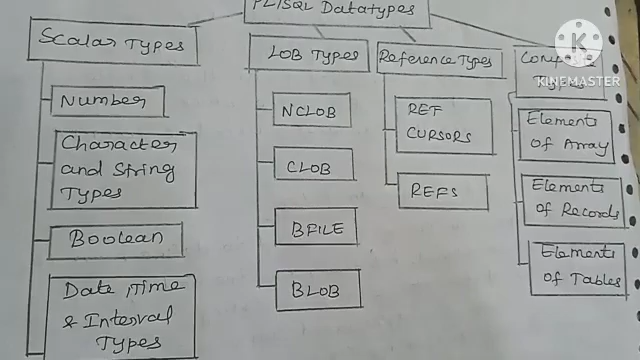 PL/SQL Datatypes
Scalar Types
Number
Character
and String
Types
Boolean
Date, Time
& Interval
Types
LOB Types
NCLOB
CLOB
BFILE
BLOB
Reference Types
REF
CURSORS
REFS
Types
Elements
of Array
Elements
of Records
Elements
of Tables
K
KINEMASTER